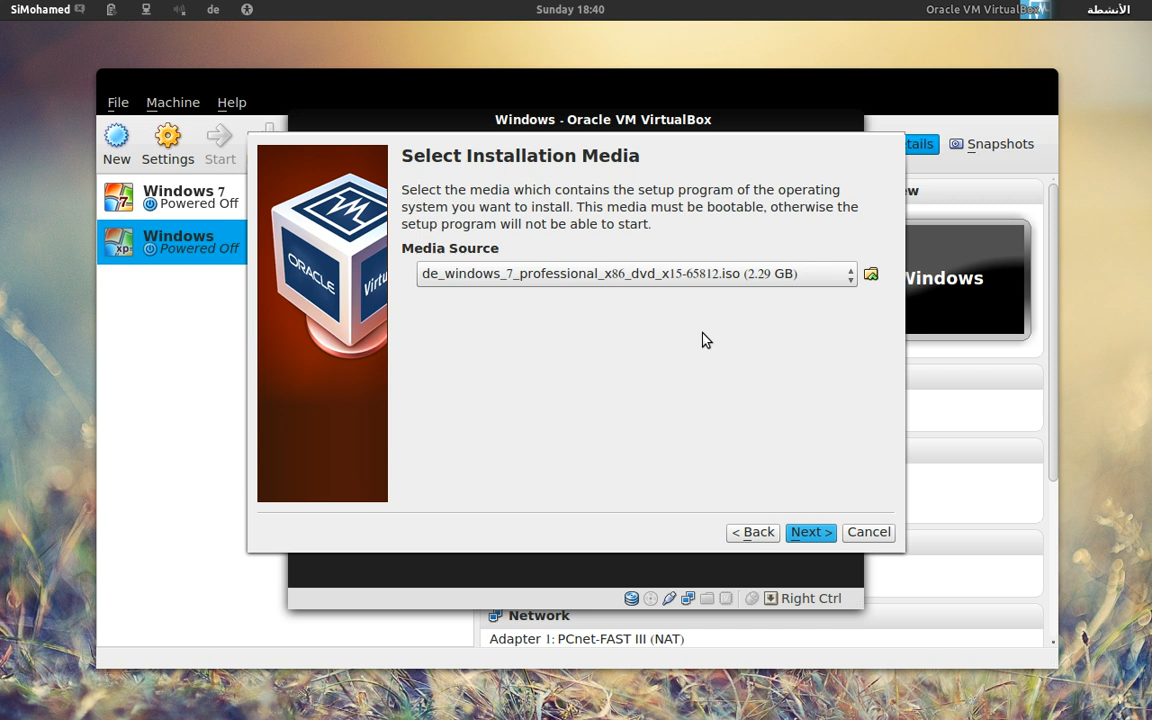 SiMohamed
de
Sunday 18:40
Oracle VM VirtualBox
الأنشطة
File Machine Help
Windows - Oracle VM VirtualBox
New Settings Start
Snapshots
Windows 7
Powered Off
Windows
Powered Off
Select Installation Media
Select the media which contains the setup program of the operating
system you want to install. This media must be bootable, otherwise the
setup program will not be able to start.
Media Source
de_windows_7_professional_x86_dvd_x15-65812.iso (2.29 GB)
ORACLE
Windows
< Back Next > Cancel
Right Ctrl
Network
Adapter 1: PCnet-FAST III (NAT)